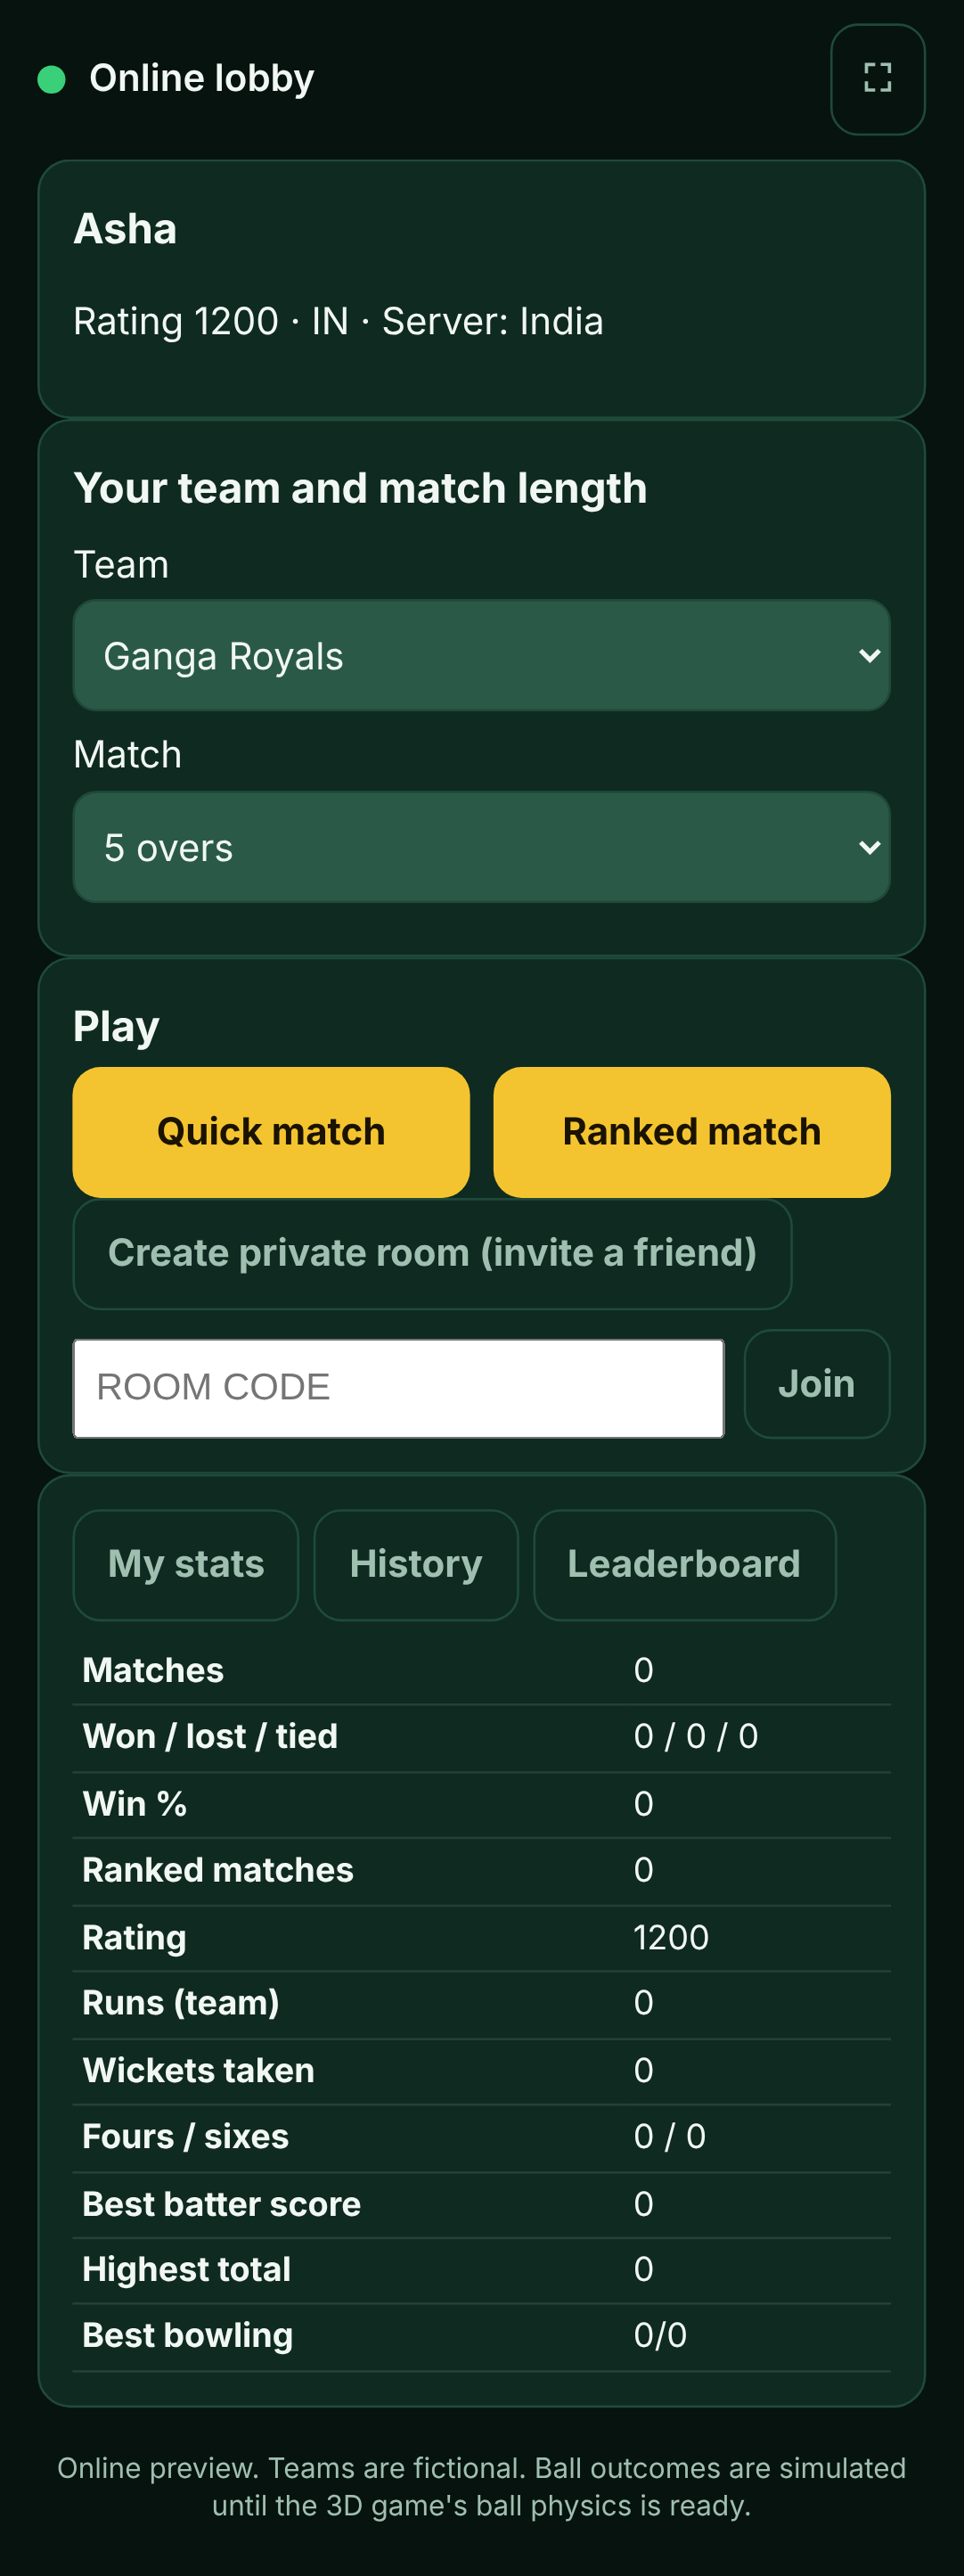 Online lobby
Asha
Rating 1200 · IN · Server: India
Your team and match length
Team
Ganga Royals
Match
5 overs
Play
Quick match
Ranked match
Create private room (invite a friend)
ROOM CODE
Join
My stats
History
Leaderboard
Matches 0
Won / lost / tied 0 / 0 / 0
Win % 0
Ranked matches 0
Rating 1200
Runs (team) 0
Wickets taken 0
Fours / sixes 0 / 0
Best batter score 0
Highest total 0
Best bowling 0/0
Online preview. Teams are fictional. Ball outcomes are simulated
until the 3D game's ball physics is ready.